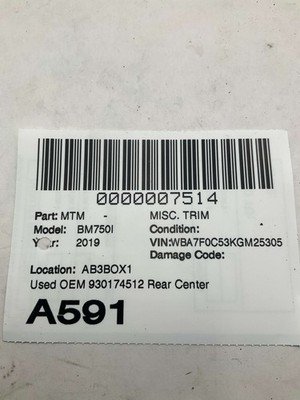 0000007514
Part: MTM - MISC. TRIM
Model: BM750I Condition:
Year: 2019 VIN:WBA7F0C53KGM25305
Damage Code:
Location: AB3BOX1
Used OEM 930174512 Rear Center
A591